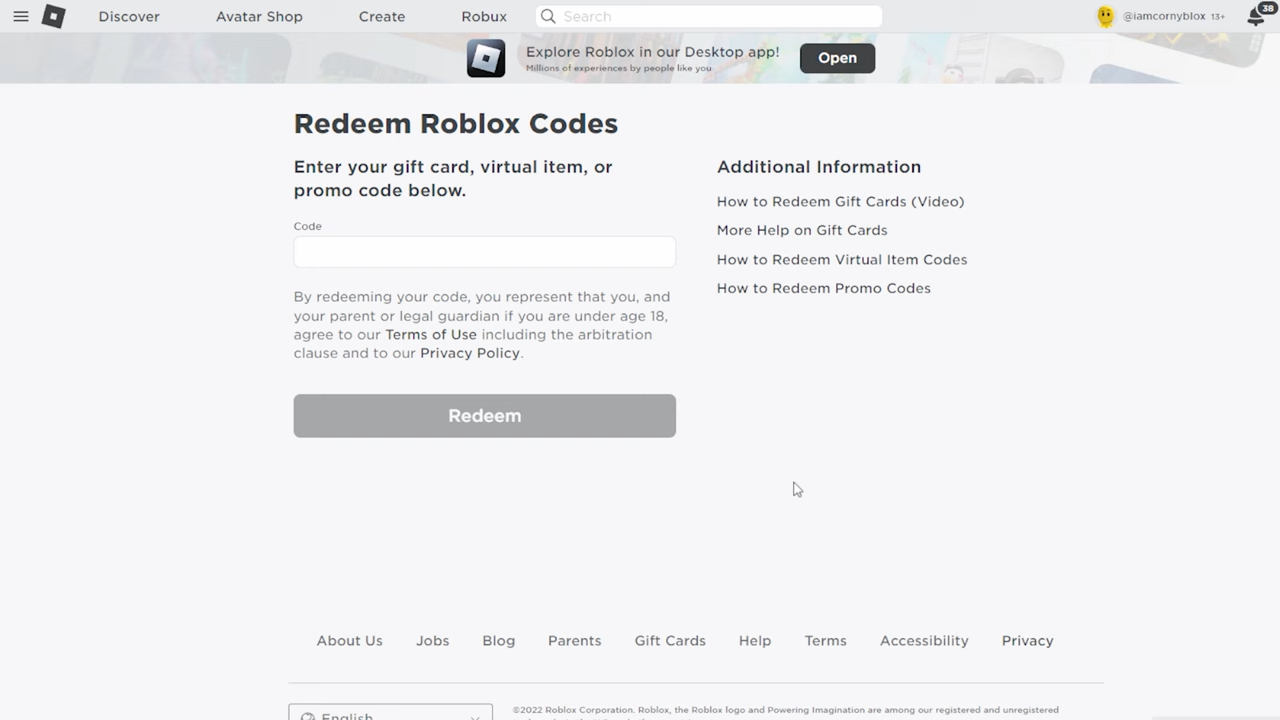 Discover Avatar Shop Create Robux Search @iamcornyblox 13+ 38
Explore Roblox in our Desktop app!
Millions of experiences by people like you
Open
Redeem Roblox Codes
Enter your gift card, virtual item, or
promo code below.
Code
By redeeming your code, you represent that you, and
your parent or legal guardian if you are under age 18,
agree to our Terms of Use including the arbitration
clause and to our Privacy Policy.
Redeem
Additional Information
How to Redeem Gift Cards (Video)
More Help on Gift Cards
How to Redeem Virtual Item Codes
How to Redeem Promo Codes
About Us Jobs Blog Parents Gift Cards Help Terms Accessibility Privacy
English
©2022 Roblox Corporation. Roblox, the Roblox logo and Powering Imagination are among our registered and unregistered